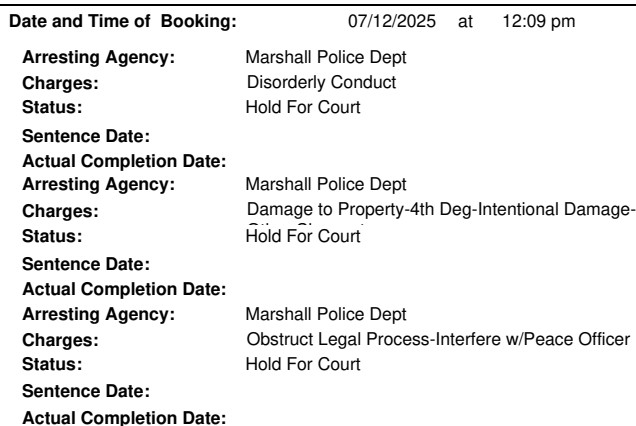 Date and Time of Booking: 07/12/2025 at 12:09 pm
Arresting Agency: Marshall Police Dept
Charges: Disorderly Conduct
Status: Hold For Court
Sentence Date:
Actual Completion Date:
Arresting Agency: Marshall Police Dept
Charges: Damage to Property-4th Deg-Intentional Damage-
Status: Hold For Court
Sentence Date:
Actual Completion Date:
Arresting Agency: Marshall Police Dept
Charges: Obstruct Legal Process-Interfere w/Peace Officer
Status: Hold For Court
Sentence Date:
Actual Completion Date: